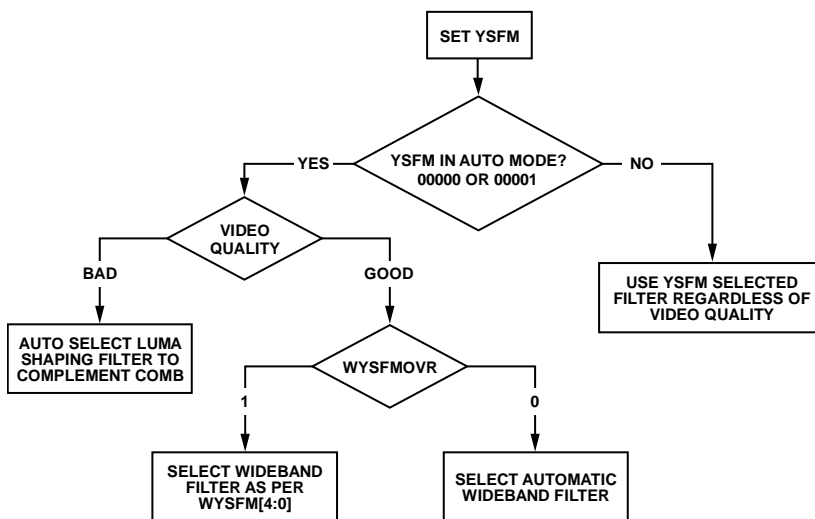 SET YSFM
YSFM IN AUTO MODE?
00000 OR 00001
YES
NO
VIDEO
QUALITY
BAD
GOOD
USE YSFM SELECTED
FILTER REGARDLESS OF
VIDEO QUALITY
AUTO SELECT LUMA
SHAPING FILTER TO
COMPLEMENT COMB
WYSFMOVR
1
0
SELECT WIDEBAND
FILTER AS PER
WYSFM[4:0]
SELECT AUTOMATIC
WIDEBAND FILTER